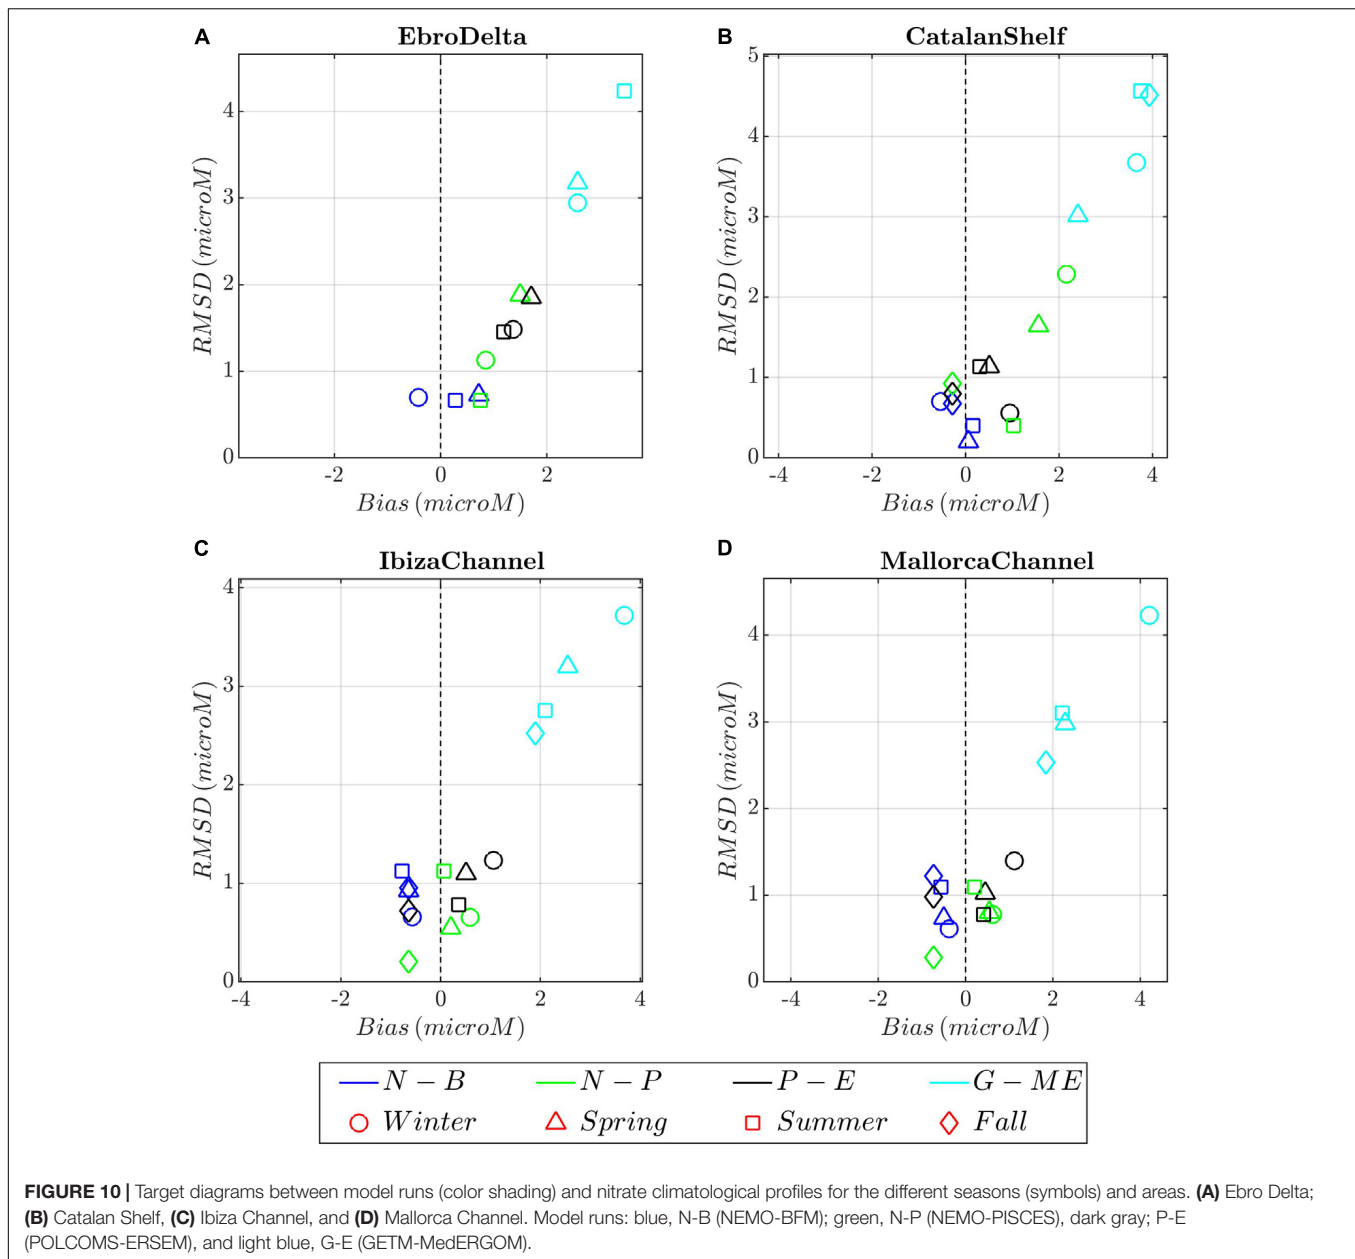 A EbroDelta
4
3
2
1
0
-2 0 2
RMSD (microM)
Bias (microM)
B CatalanShelf
5
4
3
2
1
0
-4 -2 0 2 4
RMSD (microM)
Bias (microM)
C IbizaChannel
4
3
2
1
0
-4 -2 0 2 4
RMSD (microM)
Bias (microM)
D MallorcaChannel
4
3
2
1
0
-4 -2 0 2 4
RMSD (microM)
Bias (microM)
N - B N - P P - E G - ME
Winter Spring Summer Fall
FIGURE 10 | Target diagrams between model runs (color shading) and nitrate climatological profiles for the different seasons (symbols) and areas. (A) Ebro Delta;
(B) Catalan Shelf, (C) Ibiza Channel, and (D) Mallorca Channel. Model runs: blue, N-B (NEMO-BFM); green, N-P (NEMO-PISCES), dark gray; P-E
(POLCOMS-ERSEM), and light blue, G-E (GETM-MedERGOM).